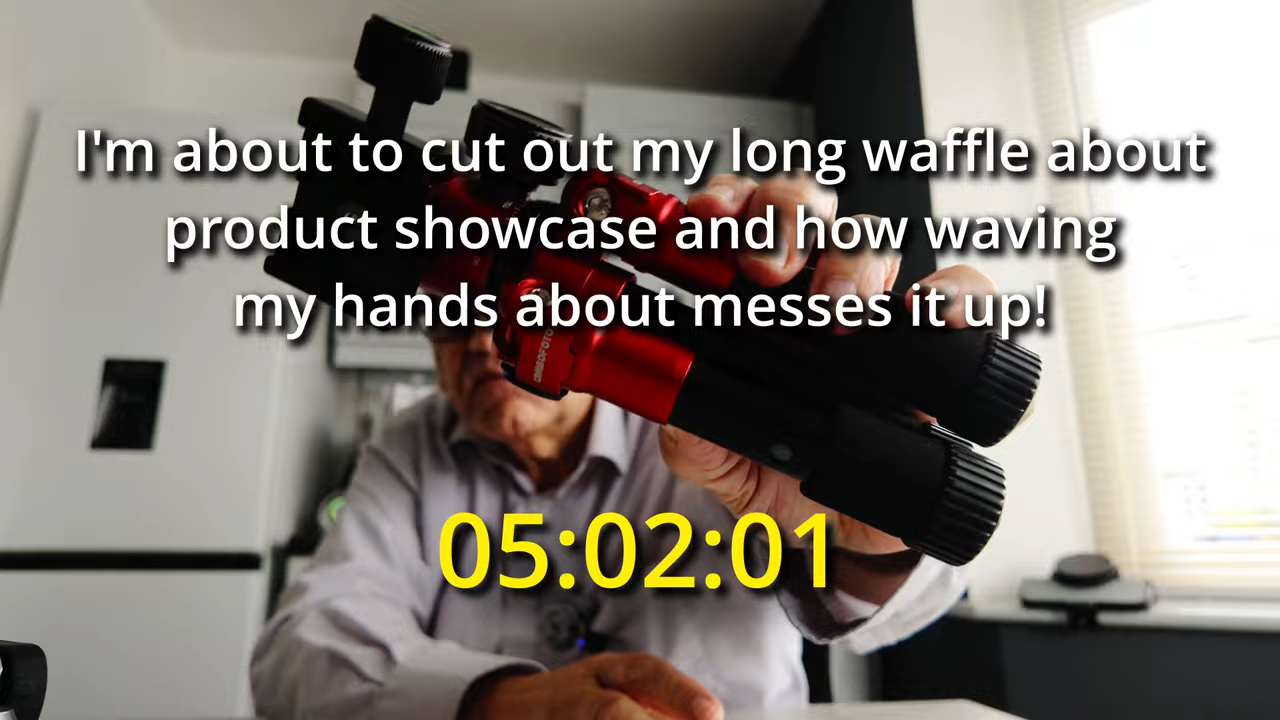 I'm about to cut out my long waffle about
product showcase and how waving
my hands about messes it up!
05:02:01